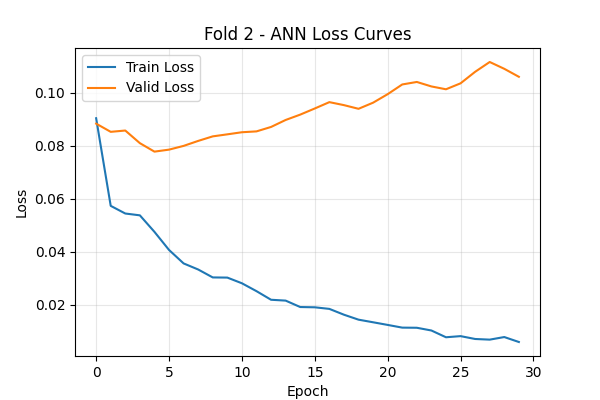 Fold 2 - ANN Loss Curves
Train Loss
Valid Loss
0.10
0.08
0.06
0.04
0.02
Loss
0 5 10 15 20 25 30
Epoch